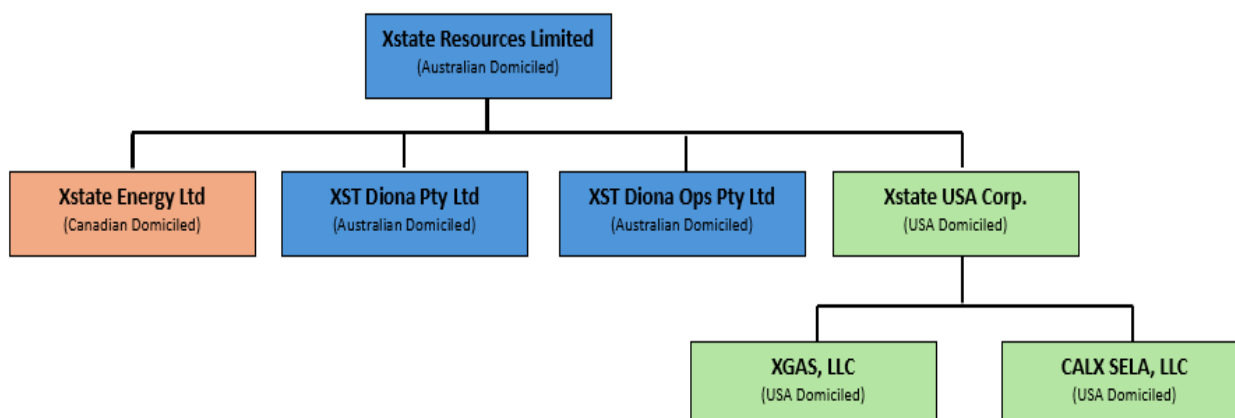 Xstate Resources Limited
(Australian Domiciled)
Xstate Energy Ltd
(Canadian Domiciled)
XST Diona Pty Ltd
(Australian Domiciled)
XST Diona Ops Pty Ltd
(Australian Domiciled)
Xstate USA Corp.
(USA Domiciled)
XGAS, LLC
(USA Domiciled)
CALX SELA, LLC
(USA Domiciled)